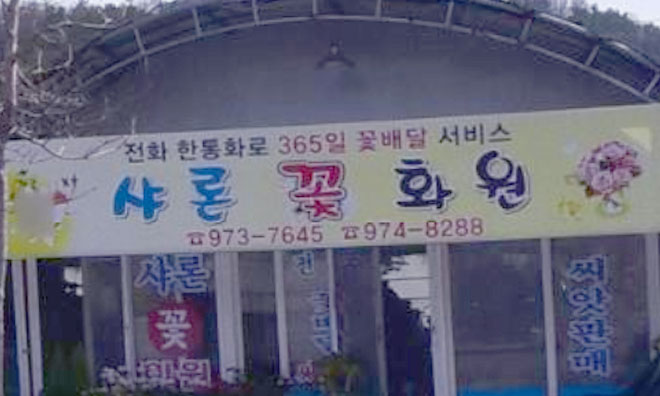 전화 한통화로 365일 꽃배달 서비스
샤론 꽃 화원
☎973-7645 ☎974-8288
샤론
꽃
화원
씨앗판매